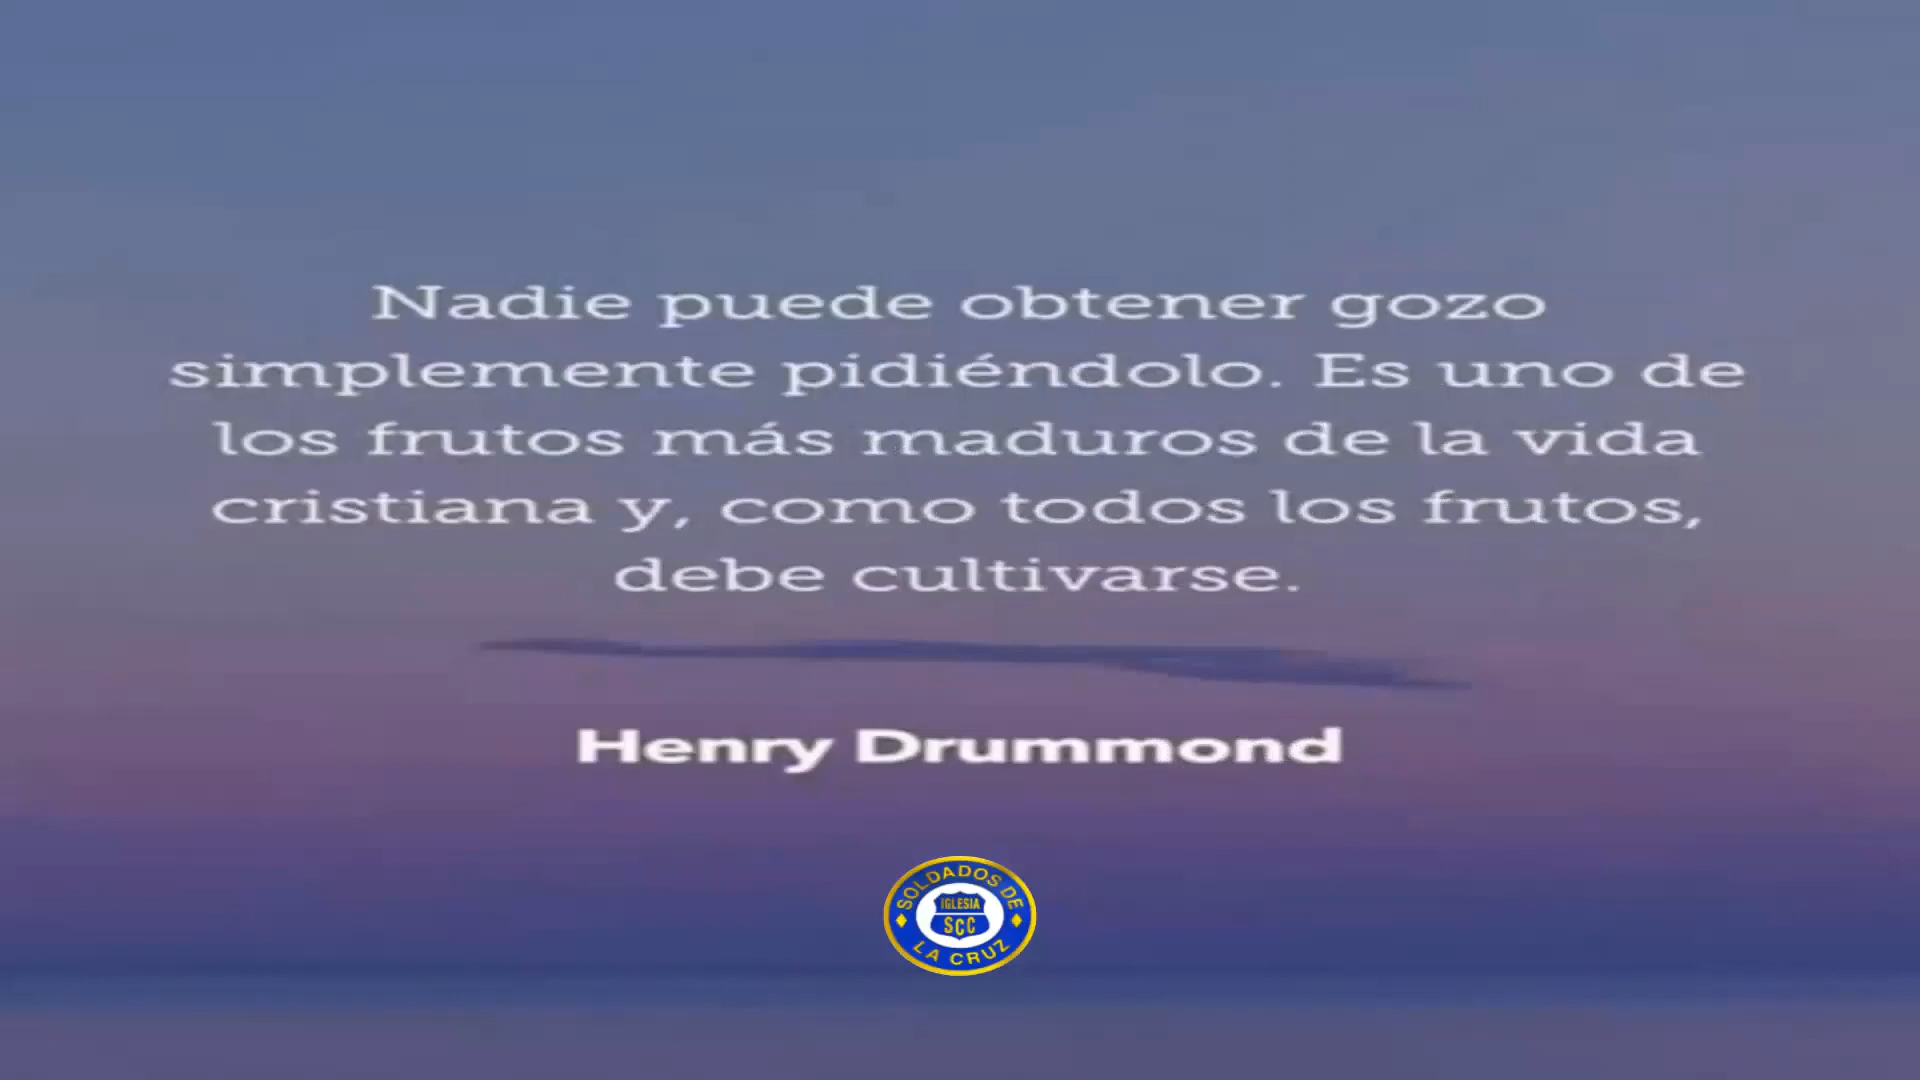 Nadie puede obtener gozo
simplemente pidiéndolo. Es uno de
los frutos más maduros de la vida
cristiana y, como todos los frutos,
debe cultivarse.
Henry Drummond
SOLDADOS DE
IGLESIA
SCC
LA CRUZ